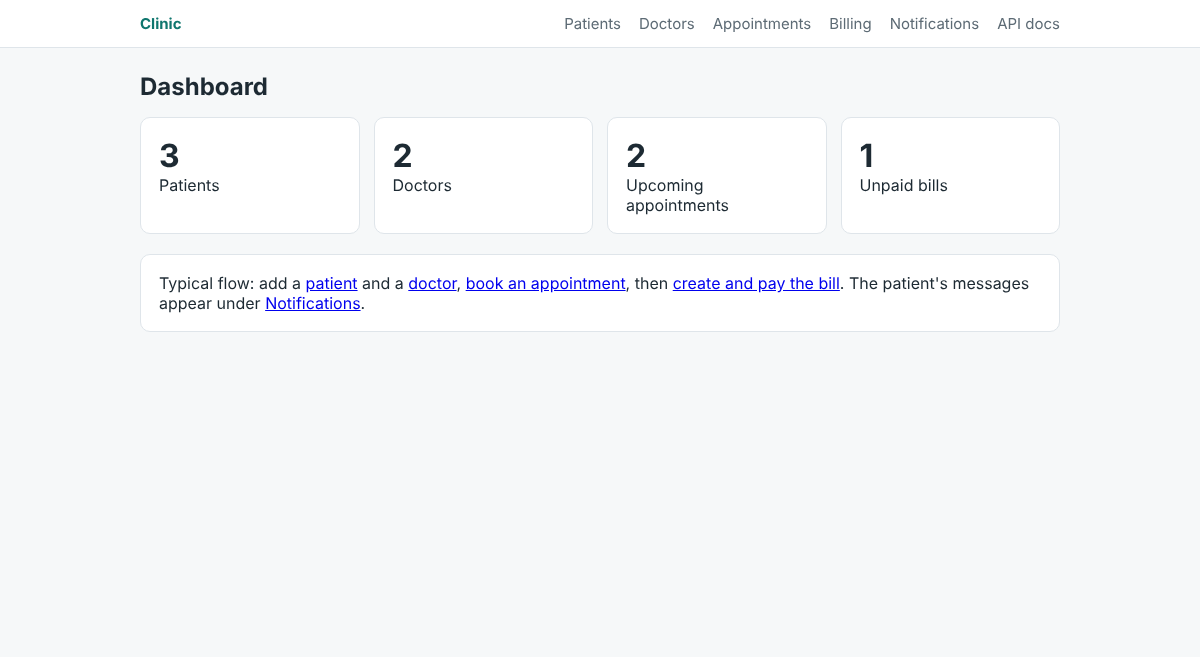 Clinic
Patients Doctors Appointments Billing Notifications API docs
Dashboard
3
Patients
2
Doctors
2
Upcoming
appointments
1
Unpaid bills
Typical flow: add a patient and a doctor, book an appointment, then create and pay the bill. The patient's messages
appear under Notifications.